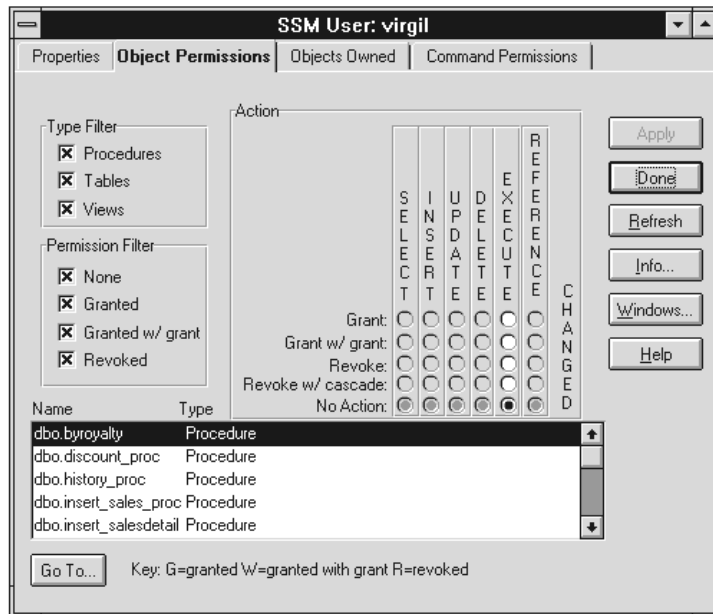 SSM User: virgil
Properties Object Permissions Objects Owned Command Permissions
Action
Type Filter
Procedures
Tables
Views
Permission Filter
None
Granted
Granted w/ grant
Revoked
SELECT
INSERT
UPDATE
DELETE
EXECUTE
REFERENCE
CHANGED
Grant:
Grant w/ grant:
Revoke:
Revoke w/ cascade:
No Action:
Apply
Done
Refresh
Info...
Windows...
Help
Name Type
dbo.byroyalty Procedure
dbo.discount_proc Procedure
dbo.history_proc Procedure
dbo.insert_sales_proc Procedure
dbo.insert_salesdetail Procedure
Go To... Key: G=granted W=granted with grant R=revoked